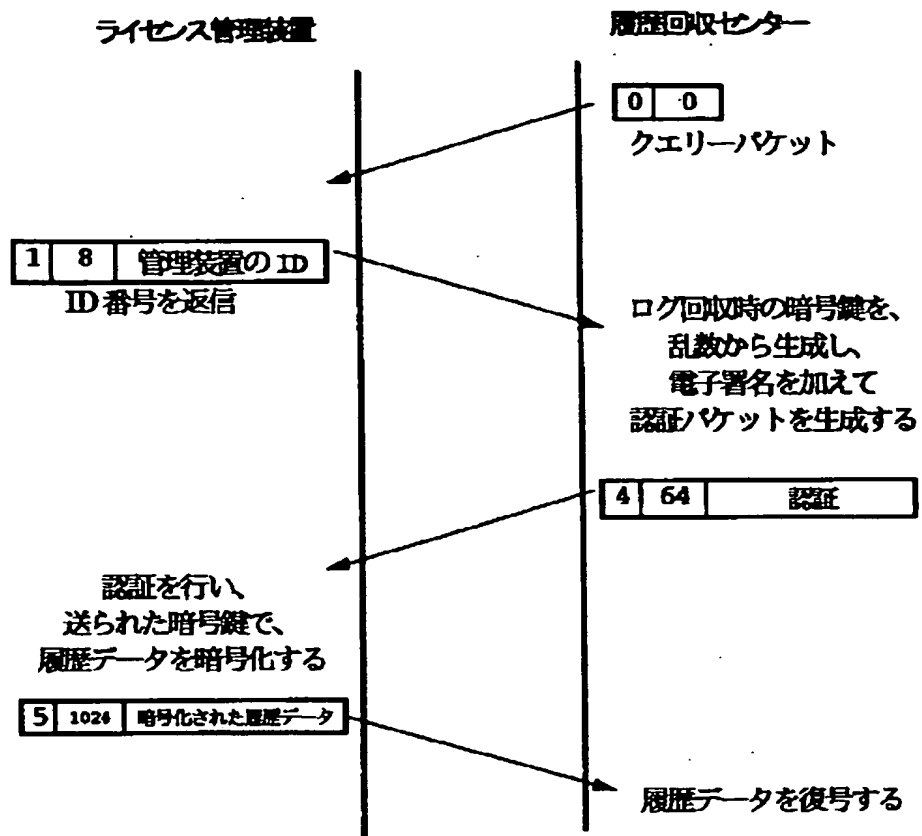 ライセンス管理装置
履歴回収センター
0 0
クエリーパケット
1 8 管理装置の ID
ID 番号を返信
ログ回収時の暗号鍵を、
乱数から生成し、
電子署名を加えて
認証パケットを生成する
4 64 認証
認証を行い、
送られた暗号鍵で、
履歴データを暗号化する
5 1024 暗号化された履歴データ
履歴データを復号する